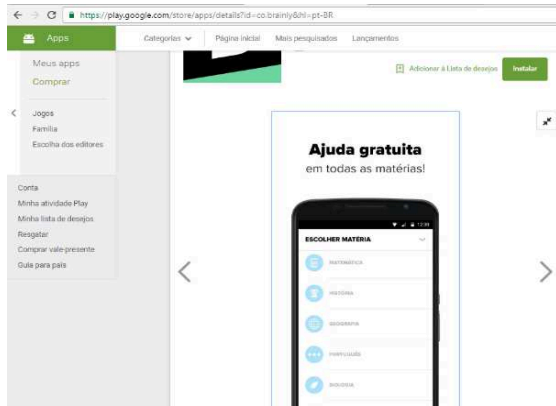 https://play.google.com/store/apps/details?id=co.brainly&hl=pt-BR
Apps
Categorias
Página inicial
Mais pesquisados
Lançamentos
Meus apps
Comprar
Jogos
Família
Escolha dos editores
Conta
Minha atividade Play
Minha lista de desejos
Resgatar
Comprar vale-presente
Guia para pais
Adicionar à Lista de desejos
Instalar
Ajuda gratuita
em todas as matérias!
12:30
ESCOLHER MATÉRIA
MATEMÁTICA
HISTÓRIA
GEOGRAFIA
PORTUGUÊS
BIOLOGIA